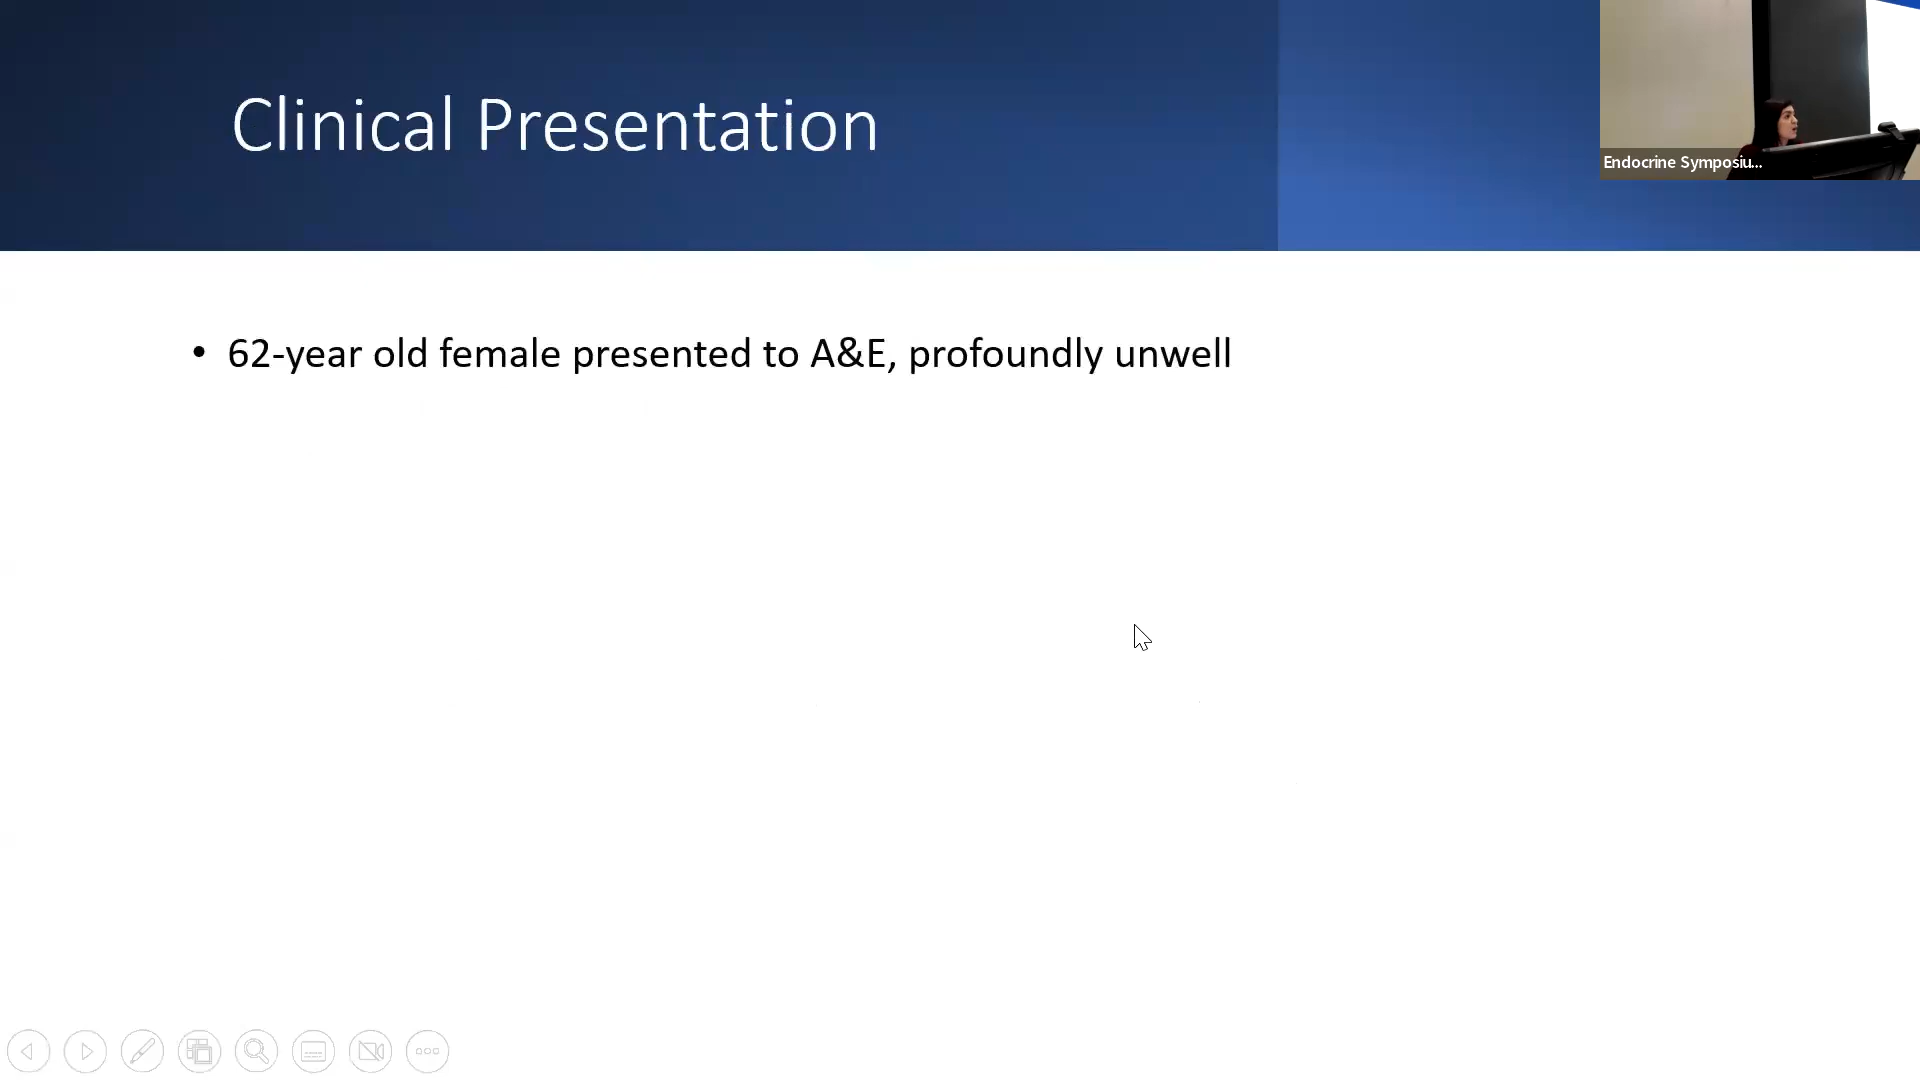 Clinical Presentation
Endocrine Symposiu...
• 62-year old female presented to A&E, profoundly unwell